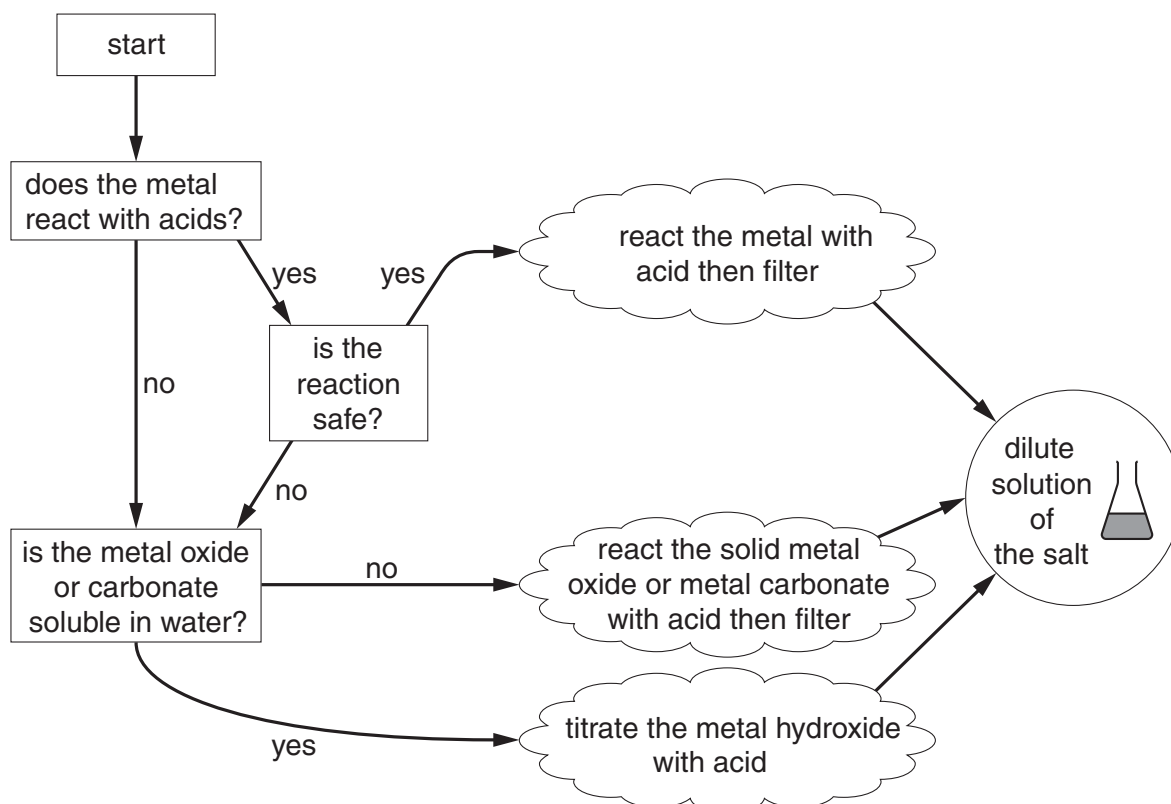 start
does the metal
react with acids?
yes
yes
react the metal with
acid then filter
is the
reaction
safe?
no
no
dilute
solution
of
the salt
is the metal oxide
or carbonate
soluble in water?
no
react the solid metal
oxide or metal carbonate
with acid then filter
yes
titrate the metal hydroxide
with acid